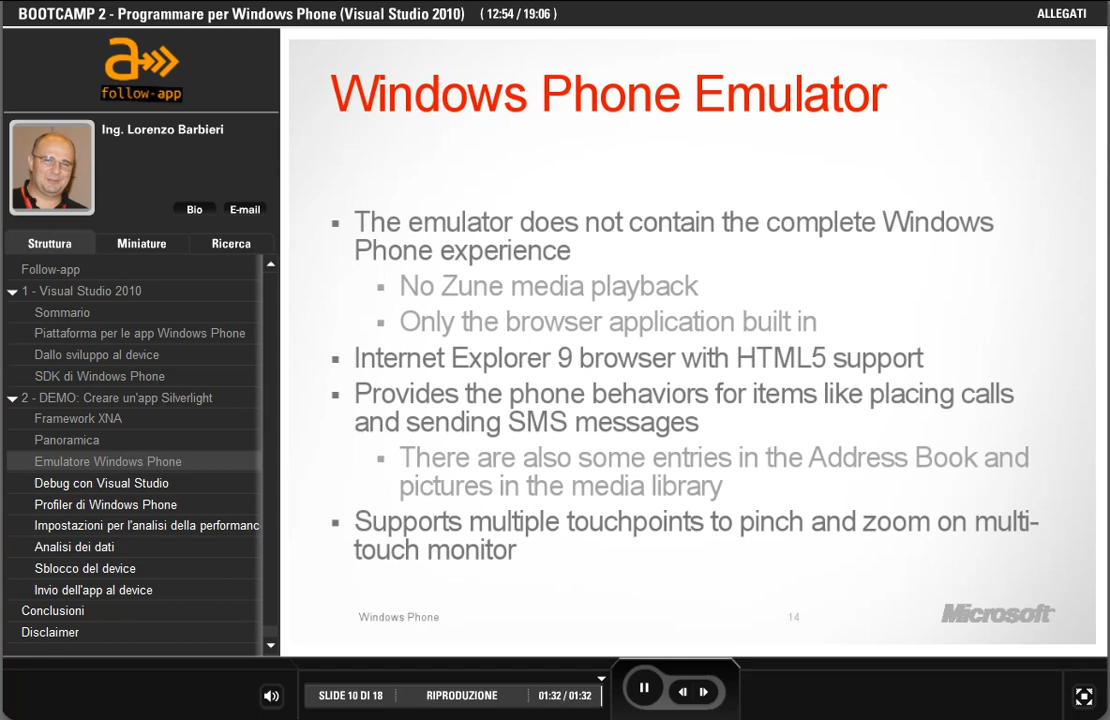 BOOTCAMP 2 - Programmare per Windows Phone (Visual Studio 2010) ( 12:54 / 19:06 )
ALLEGATI
a
follow-app
Ing. Lorenzo Barbieri
Bio
E-mail
Struttura
Miniature
Ricerca
Follow-app
1 - Visual Studio 2010
Sommario
Piattaforma per le app Windows Phone
Dallo sviluppo al device
SDK di Windows Phone
2 - DEMO: Creare un'app Silverlight
Framework XNA
Panoramica
Emulatore Windows Phone
Debug con Visual Studio
Profiler di Windows Phone
Impostazioni per l'analisi della performanc
Analisi dei dati
Sblocco del device
Invio dell'app al device
Conclusioni
Disclaimer
Windows Phone Emulator
▪ The emulator does not contain the complete Windows
Phone experience
▪ No Zune media playback
▪ Only the browser application built in
▪ Internet Explorer 9 browser with HTML5 support
▪ Provides the phone behaviors for items like placing calls
and sending SMS messages
▪ There are also some entries in the Address Book and
pictures in the media library
▪ Supports multiple touchpoints to pinch and zoom on multi-
touch monitor
Windows Phone
14
Microsoft
SLIDE 10 DI 18
RIPRODUZIONE
01:32 / 01:32